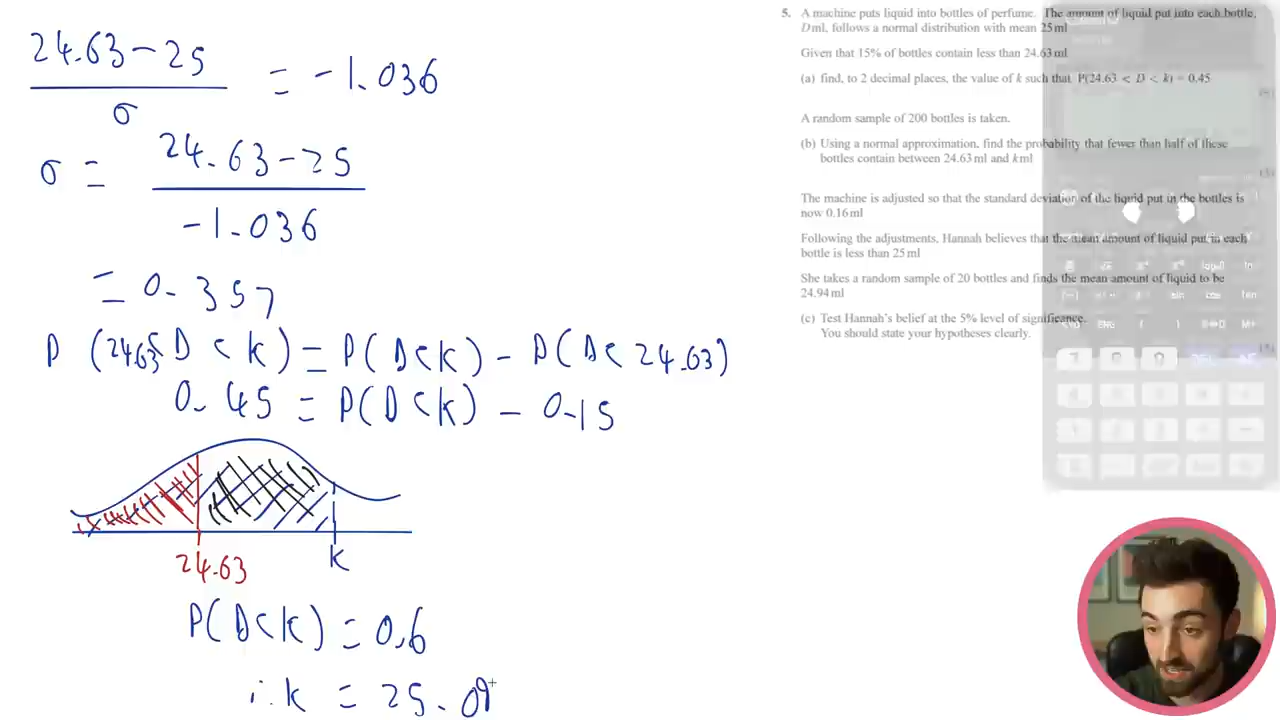 24.63 - 25
σ
= -1.036
σ = 24.63 - 25
-1.036
= 0.357
P (24.63 < D < k) = P(D<k) - P(D< 24.63)
0.45 = P(D<k) - 0.15
24.63
k
P(D<k) = 0.6
∴ k = 25.09
5. A machine puts liquid into bottles of perfume. The amount of liquid put into each bottle,
D ml, follows a normal distribution with mean 25 ml
Given that 15% of bottles contain less than 24.63 ml
(a) find, to 2 decimal places, the value of k such that P(24.63 < D < k) = 0.45
A random sample of 200 bottles is taken.
(b) Using a normal approximation, find the probability that fewer than half of these
bottles contain between 24.63 ml and k ml
(3)
The machine is adjusted so that the standard deviation of the liquid put in the bottles is
now 0.16 ml
Following the adjustments, Hannah believes that the mean amount of liquid put in each
bottle is less than 25 ml
She takes a random sample of 20 bottles and finds the mean amount of liquid to be
24.94 ml
(c) Test Hannah's belief at the 5% level of significance.
You should state your hypotheses clearly.